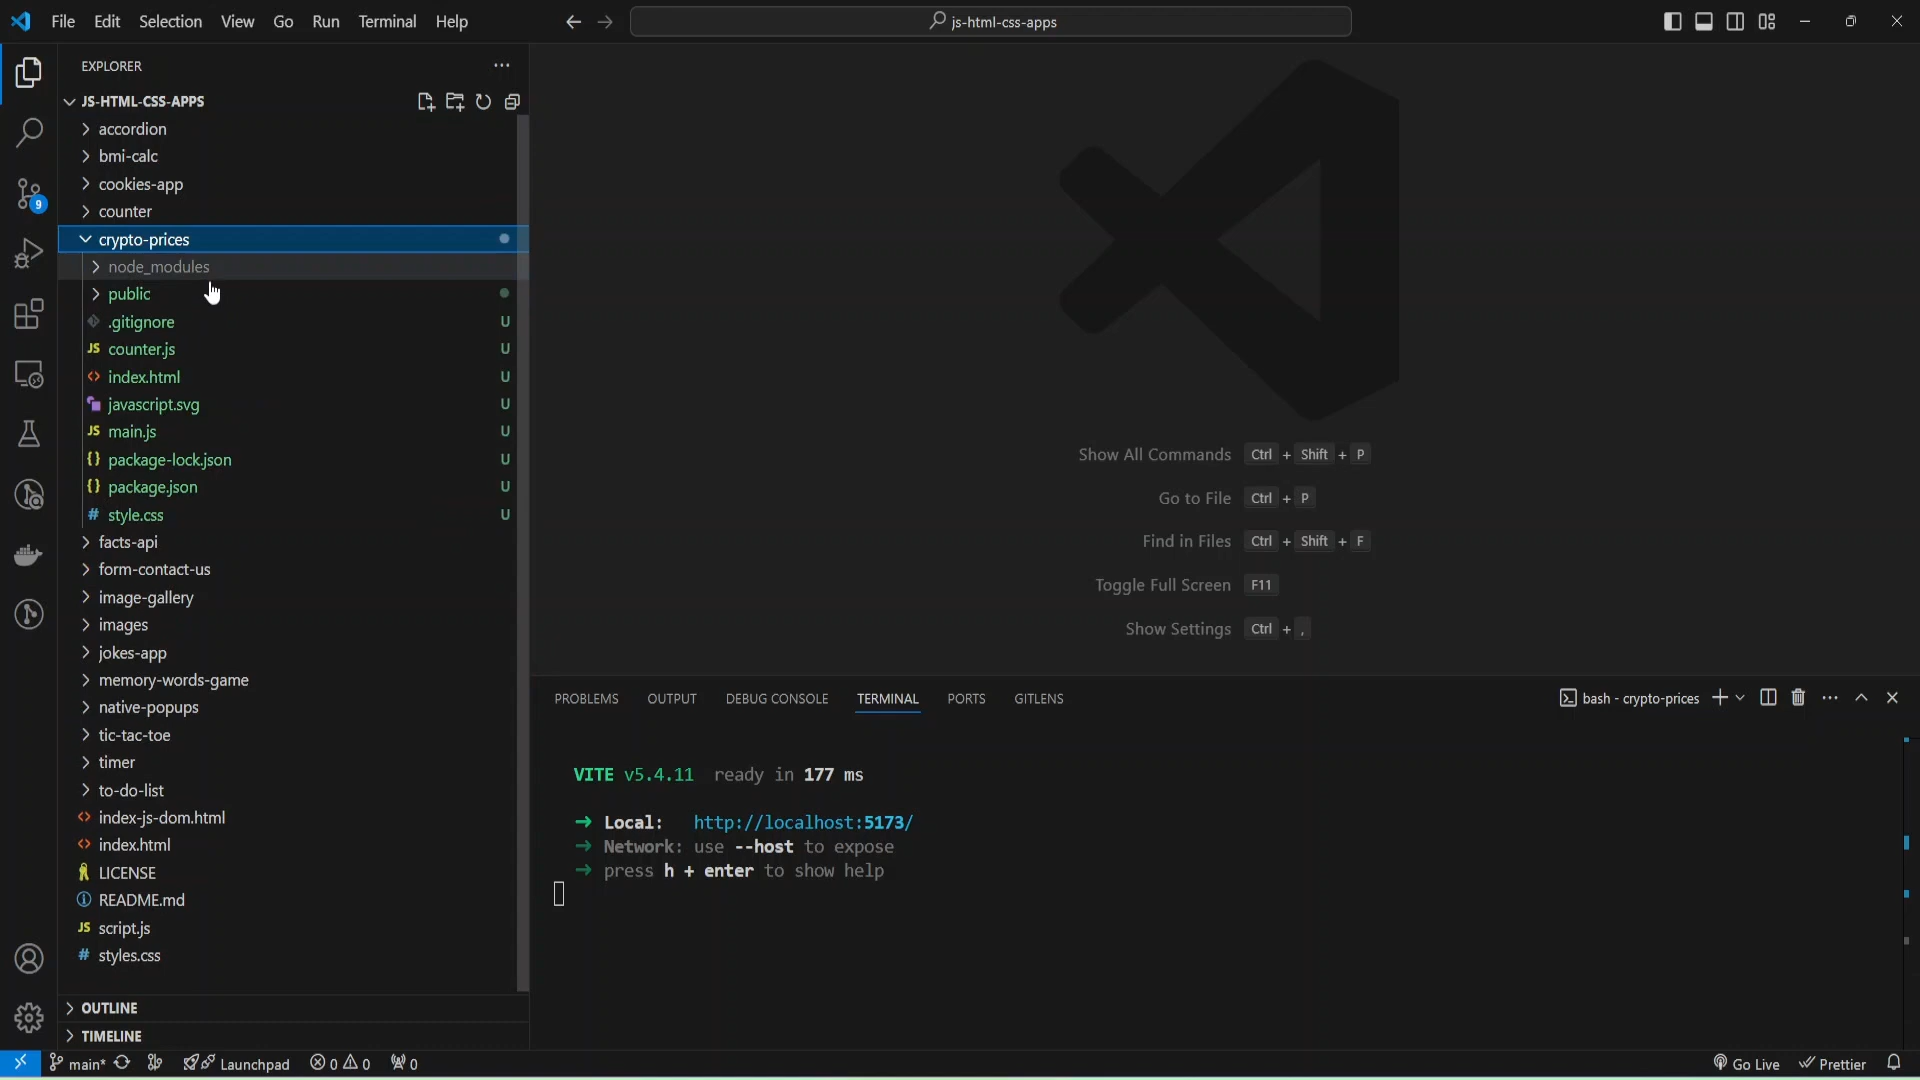 File Edit Selection View Go Run Terminal Help
js-html-css-apps
EXPLORER
JS-HTML-CSS-APPS
accordion
bmi-calc
cookies-app
counter
crypto-prices
node_modules
public
.gitignore U
JS counter.js U
<> index.html U
javascript.svg U
JS main.js U
{} package-lock.json U
{} package.json U
# style.css U
facts-api
form-contact-us
image-gallery
images
jokes-app
memory-words-game
native-popups
tic-tac-toe
timer
to-do-list
<> index-js-dom.html
<> index.html
LICENSE
README.md
JS script.js
# styles.css
OUTLINE
TIMELINE
9
Show All Commands Ctrl + Shift + P
Go to File Ctrl + P
Find in Files Ctrl + Shift + F
Toggle Full Screen F11
Show Settings Ctrl + ,
PROBLEMS OUTPUT DEBUG CONSOLE TERMINAL PORTS GITLENS
bash - crypto-prices
VITE v5.4.11 ready in 177 ms
➜ Local: http://localhost:5173/
➜ Network: use --host to expose
➜ press h + enter to show help
main* Launchpad 0 0 0 Go Live Prettier